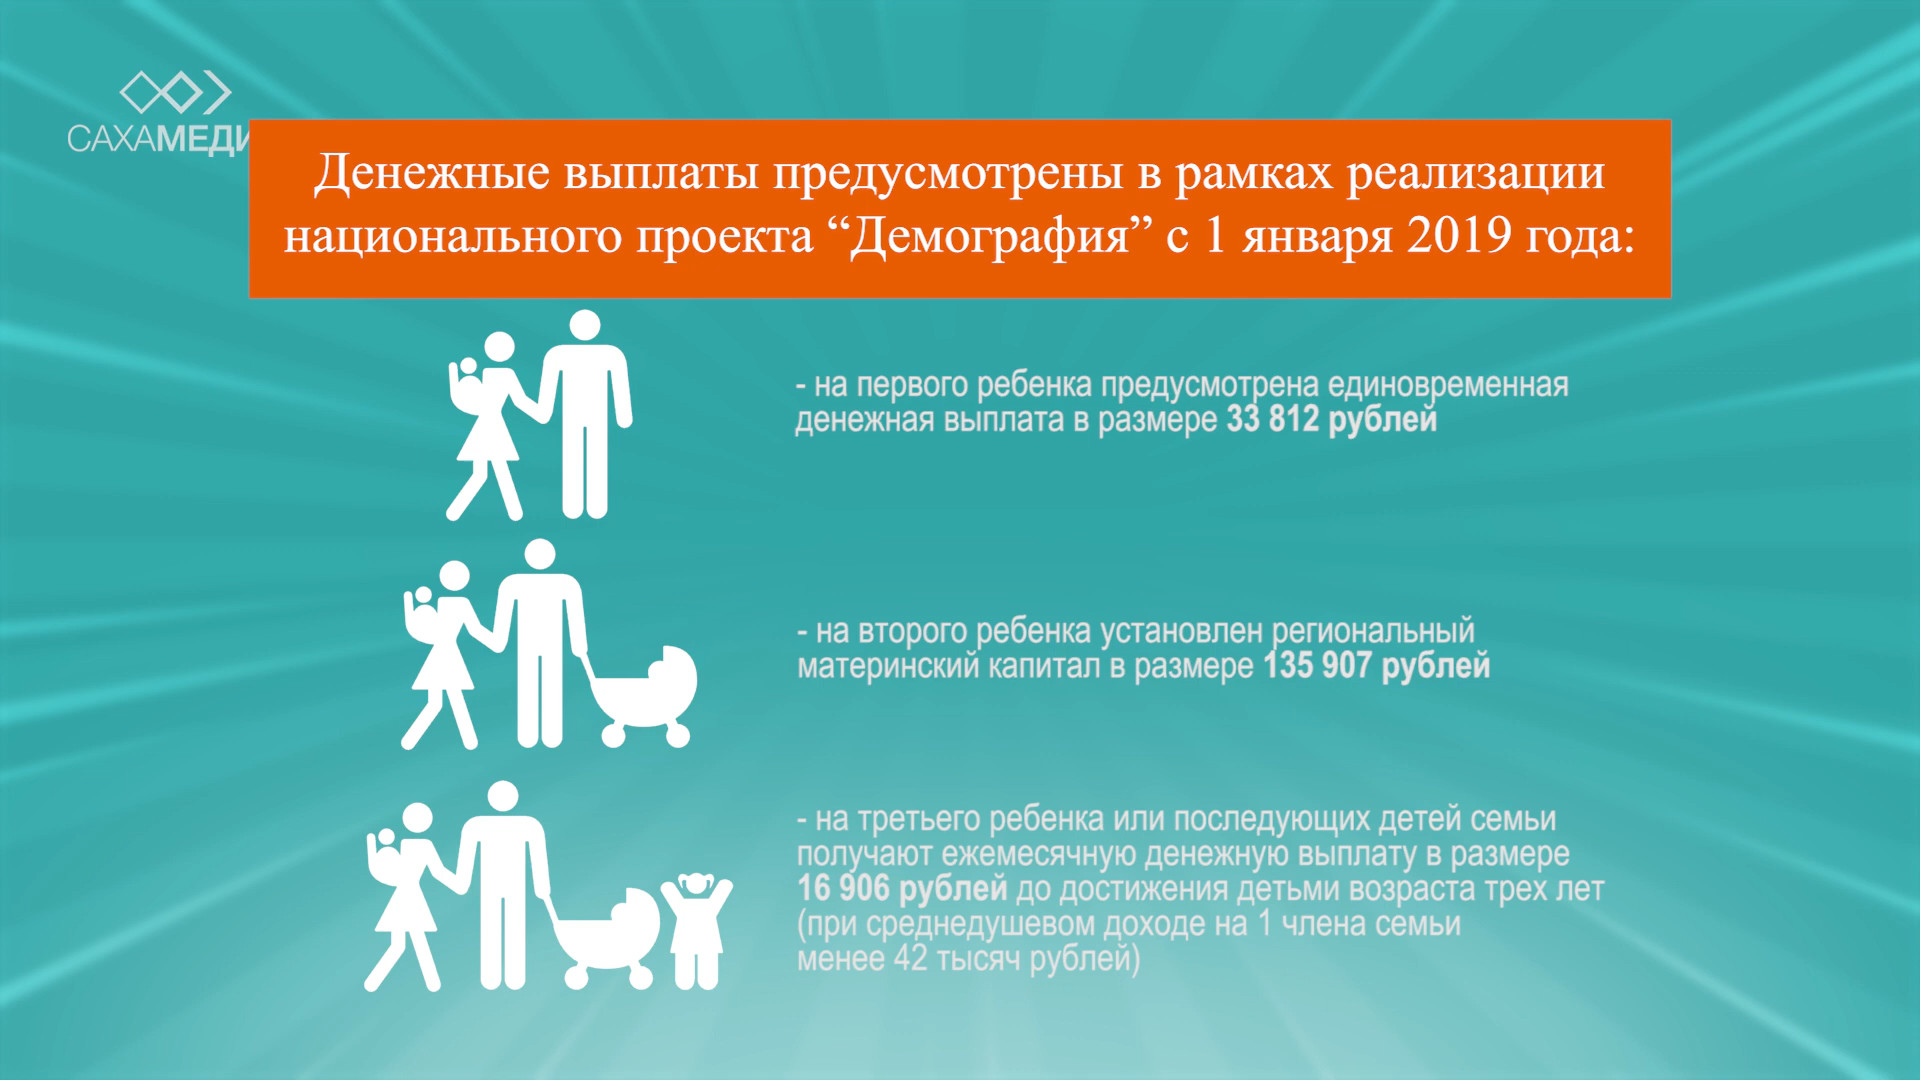 САХАМЕДИ
Денежные выплаты предусмотрены в рамках реализации
национального проекта “Демография” с 1 января 2019 года:
- на первого ребенка предусмотрена единовременная
денежная выплата в размере 33 812 рублей
- на второго ребенка установлен региональный
материнский капитал в размере 135 907 рублей
- на третьего ребенка или последующих детей семьи
получают ежемесячную денежную выплату в размере
16 906 рублей до достижения детьми возраста трех лет
(при среднедушевом доходе на 1 члена семьи
менее 42 тысяч рублей)